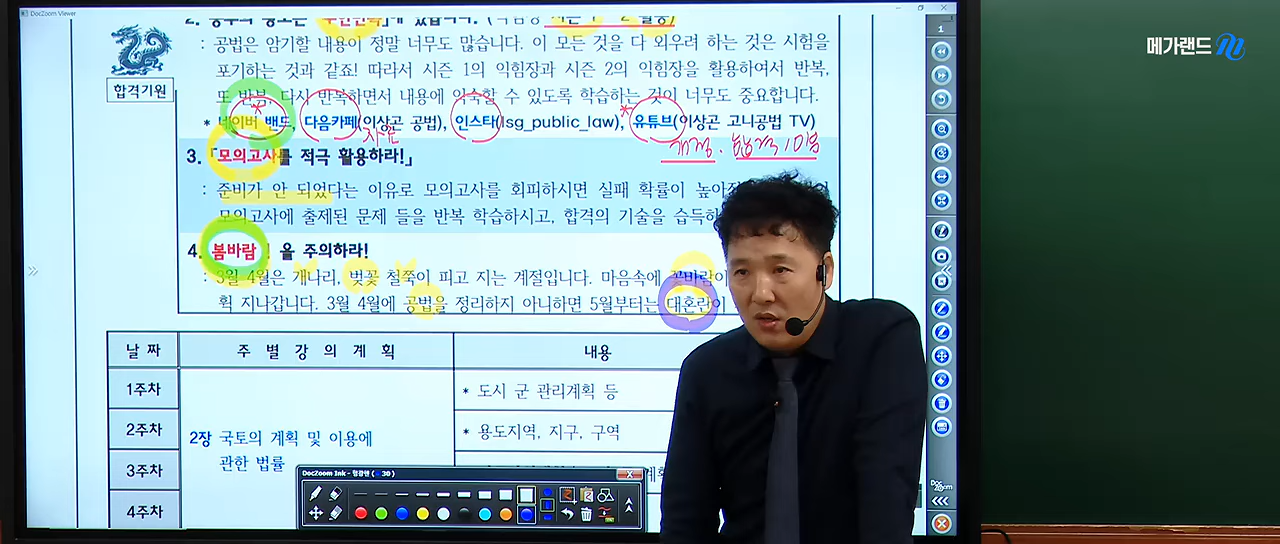 DocZoom Viewer
메가랜드
: 공법은 암기할 내용이 정말 너무도 많습니다. 이 모든 것을 다 외우려 하는 것은 시험을
포기하는 것과 같죠! 따라서 시즌 1의 익힘장과 시즌 2의 익힘장을 활용하여서 반복,
또 반복, 다시 반복하면서 내용에 익숙할 수 있도록 학습하는 것이 너무도 중요합니다.
합격기원
* 네이버 밴드, 다음카페(이상곤 공법), 인스타(lsg_public_law), *유튜브(이상곤 고니공법 TV)
자료
3. 「모의고사를 적극 활용하라!」
: 준비가 안 되었다는 이유로 모의고사를 회피하시면 실패 확률이
모의고사에 출제된 문제 들을 반복 학습하시고, 합격의 기술을
4. 봄바람 을 주의하라!
: 3월 4월은 개나리, 벚꽃 철쭉이 피고 지는 계절입니다. 마음속에 꽃바람이
획 지나갑니다. 3월 4월에 공법을 정리하지 아니하면 5월부터는 대혼란이
날 짜 주 별 강 의 계 획 내용
1주차 * 도시 군 관리계획 등
2주차 2장 국토의 계획 및 이용에 * 용도지역, 지구, 구역
3주차 관한 법률
4주차
DocZoom Ink - 형광펜 ( 30 )
1
Doc
Zoom